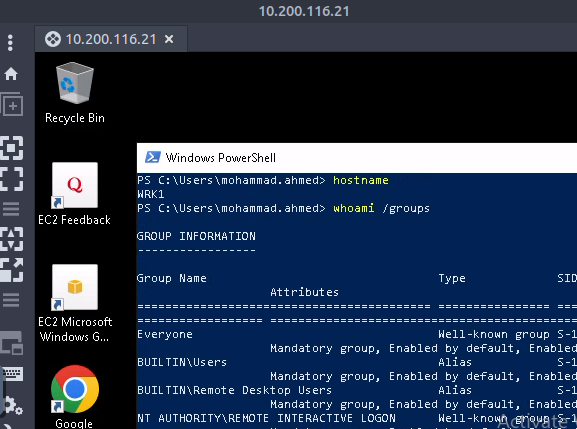 10.200.116.21
10.200.116.21 ×
Recycle Bin
EC2 Feedback
EC2 Microsoft
Windows G...
Google
Windows PowerShell
PS C:\Users\mohammad.ahmed> hostname
WRK1
PS C:\Users\mohammad.ahmed> whoami /groups
GROUP INFORMATION
-----------------
Group Name Type SID
Attributes
======================================== ================ ====
================== ===============================================
Everyone Well-known group S-1
Mandatory group, Enabled by default, Enabled
BUILTIN\Users Alias S-1
Mandatory group, Enabled by default, Enabled
BUILTIN\Remote Desktop Users Alias S-1
Mandatory group, Enabled by default, Enabled
NT AUTHORITY\REMOTE INTERACTIVE LOGON Well-known group S-1
Activate